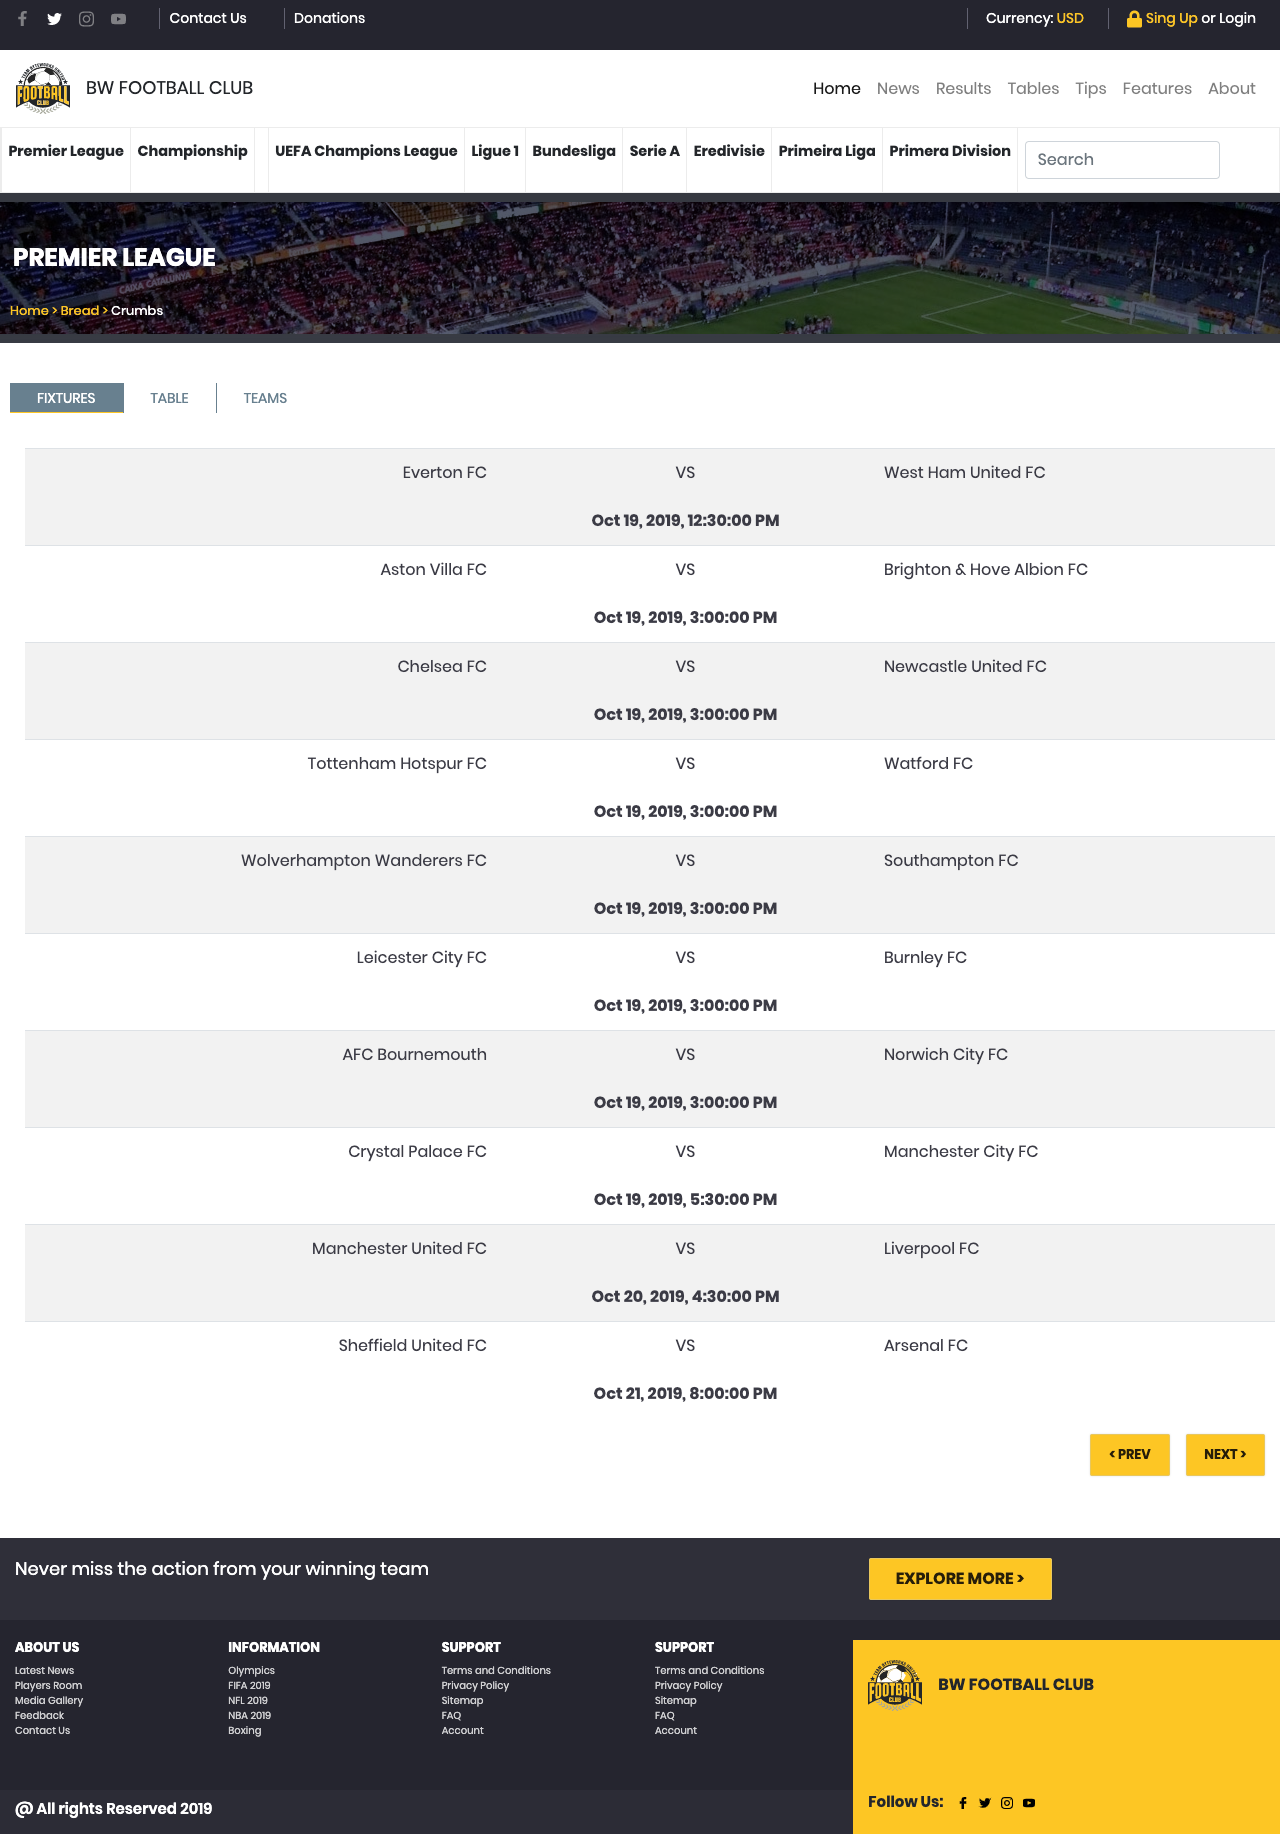 Contact Us Donations Currency: USD Sing Up or Login
FOOTBALL CLUB BW FOOTBALL CLUB Home News Results Tables Tips Features About
Premier League Championship UEFA Champions League Ligue 1 Bundesliga Serie A Eredivisie Primeira Liga Primera Division Search
PREMIER LEAGUE
CAIXA CATALUNYA
Home > Bread > Crumbs
FIXTURES TABLE TEAMS
Everton FC VS West Ham United FC
Oct 19, 2019, 12:30:00 PM
Aston Villa FC VS Brighton & Hove Albion FC
Oct 19, 2019, 3:00:00 PM
Chelsea FC VS Newcastle United FC
Oct 19, 2019, 3:00:00 PM
Tottenham Hotspur FC VS Watford FC
Oct 19, 2019, 3:00:00 PM
Wolverhampton Wanderers FC VS Southampton FC
Oct 19, 2019, 3:00:00 PM
Leicester City FC VS Burnley FC
Oct 19, 2019, 3:00:00 PM
AFC Bournemouth VS Norwich City FC
Oct 19, 2019, 3:00:00 PM
Crystal Palace FC VS Manchester City FC
Oct 19, 2019, 5:30:00 PM
Manchester United FC VS Liverpool FC
Oct 20, 2019, 4:30:00 PM
Sheffield United FC VS Arsenal FC
Oct 21, 2019, 8:00:00 PM
< PREV NEXT >
Never miss the action from your winning team EXPLORE MORE >
ABOUT US INFORMATION SUPPORT SUPPORT
Latest News Olympics Terms and Conditions Terms and Conditions
Players Room FIFA 2019 Privacy Policy Privacy Policy
Media Gallery NFL 2019 Sitemap Sitemap
Feedback NBA 2019 FAQ FAQ
Contact Us Boxing Account Account
FOOTBALL CLUB BW FOOTBALL CLUB
Follow Us:
@ All rights Reserved 2019